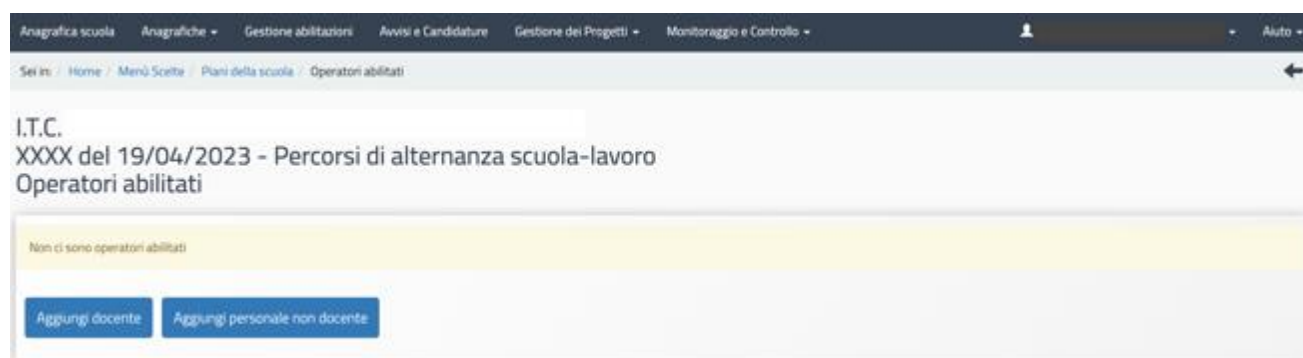 Anagrafica scuola Anagrafiche Gestione abilitazioni Avvisi e Candidature Gestione dei Progetti Monitoraggio e Controllo Aiuto
Sei in: / Home / Menù Scelte / Piani della scuola / Operatori abilitati
I.T.C.
XXXX del 19/04/2023 - Percorsi di alternanza scuola-lavoro
Operatori abilitati
Non ci sono operatori abilitati
Aggiungi docente Aggiungi personale non docente